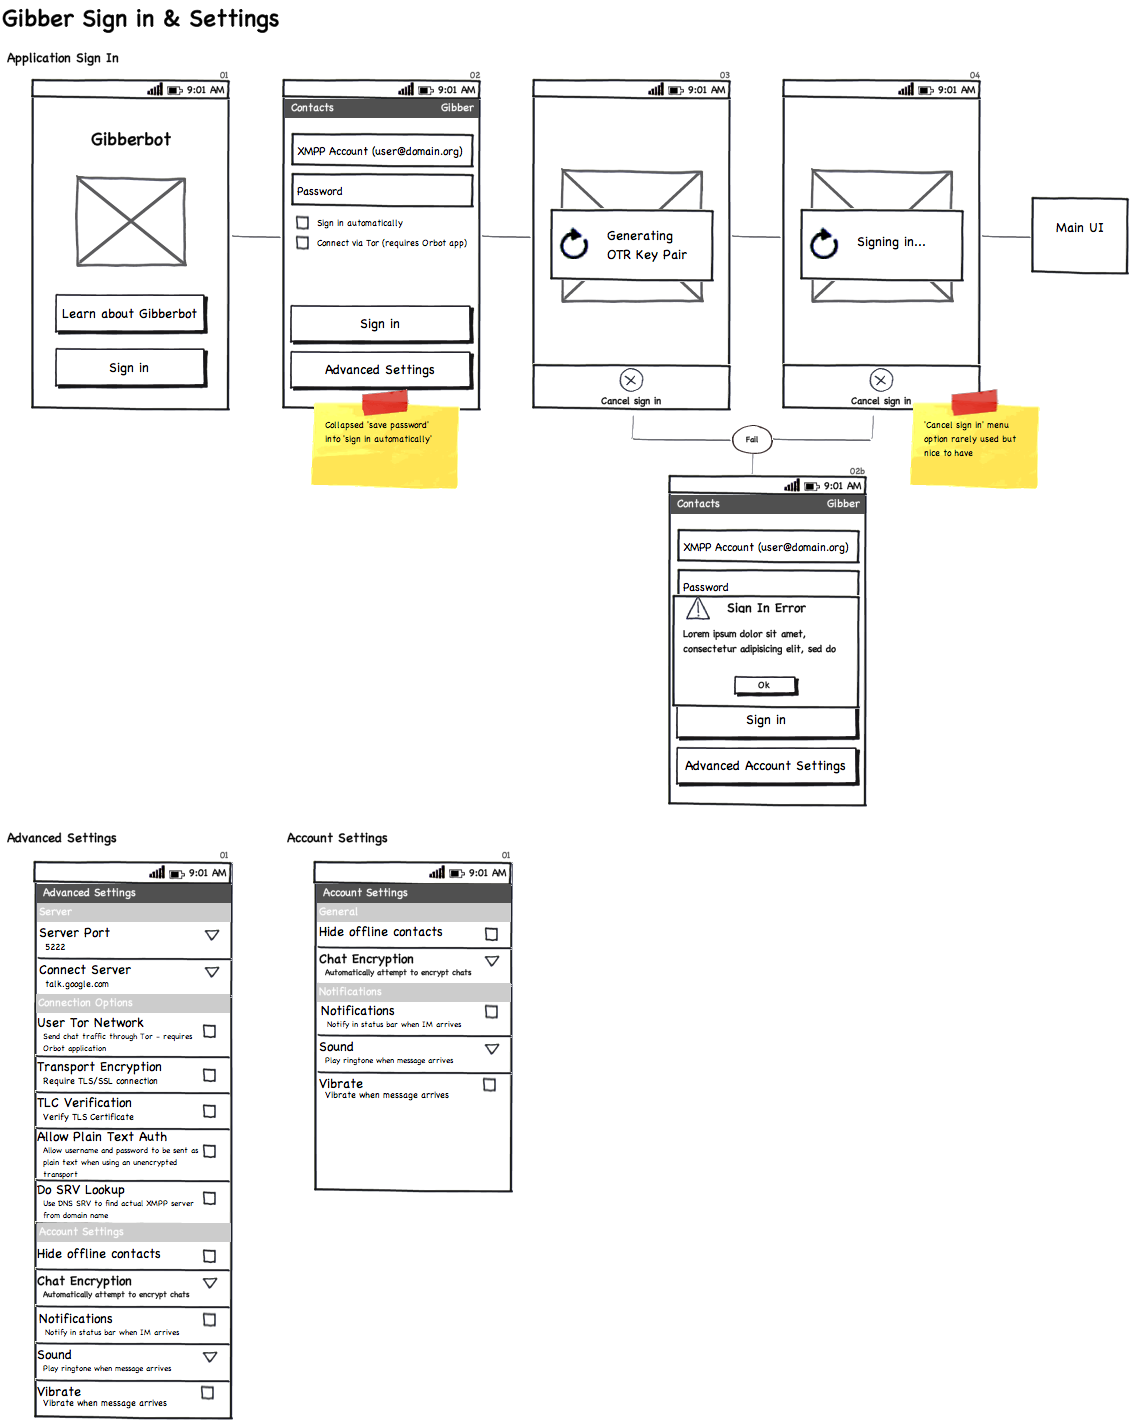 Gibber Sign in & Settings
Application Sign In
01
9:01 AM
Gibberbot
Learn about Gibberbot
Sign in
02
9:01 AM
Contacts
Gibber
XMPP Account (user@domain.org)
Password
Sign in automatically
Connect via Tor (requires Orbot app)
Sign in
Advanced Settings
Collapsed 'save password'
into 'sign in automatically'
03
9:01 AM
Generating
OTR Key Pair
Cancel sign in
04
9:01 AM
Signing in...
Cancel sign in
'Cancel sign in' menu
option rarely used but
nice to have
Main UI
Fail
02b
9:01 AM
Contacts
Gibber
XMPP Account (user@domain.org)
Password
Sign In Error
Lorem ipsum dolor sit amet,
consectetur adipisicing elit, sed do
Ok
Sign in
Advanced Account Settings
Advanced Settings
01
9:01 AM
Advanced Settings
Server
Server Port
5222
Connect Server
talk.google.com
Connection Options
User Tor Network
Send chat traffic through Tor - requires
Orbot application
Transport Encryption
Require TLS/SSL connection
TLC Verification
Verify TLS Certificate
Allow Plain Text Auth
Allow username and password to be sent as
plain text when using an unencrypted
transport
Do SRV Lookup
Use DNS SRV to find actual XMPP server
from domain name
Account Settings
Hide offline contacts
Chat Encryption
Automatically attempt to encrypt chats
Notifications
Notify in status bar when IM arrives
Sound
Play ringtone when message arrives
Vibrate
Vibrate when message arrives
Account Settings
01
9:01 AM
Account Settings
General
Hide offline contacts
Chat Encryption
Automatically attempt to encrypt chats
Notifications
Notifications
Notify in status bar when IM arrives
Sound
Play ringtone when message arrives
Vibrate
Vibrate when message arrives